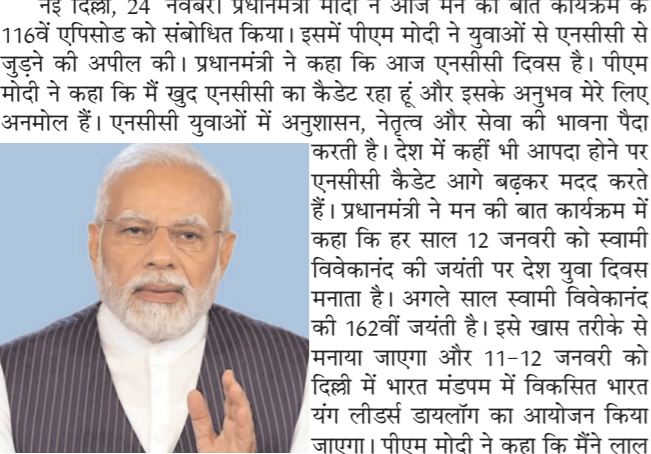 नई दिल्ली, 24 नवंबर। प्रधानमंत्री मोदी ने आज मन की बात कार्यक्रम के
116वें एपिसोड को संबोधित किया। इसमें पीएम मोदी ने युवाओं से एनसीसी से
जुड़ने की अपील की। प्रधानमंत्री ने कहा कि आज एनसीसी दिवस है। पीएम
मोदी ने कहा कि मैं खुद एनसीसी का कैडेट रहा हूं और इसके अनुभव मेरे लिए
अनमोल हैं। एनसीसी युवाओं में अनुशासन, नेतृत्व और सेवा की भावना पैदा
करती है। देश में कहीं भी आपदा होने पर
एनसीसी कैडेट आगे बढ़कर मदद करते
हैं। प्रधानमंत्री ने मन की बात कार्यक्रम में
कहा कि हर साल 12 जनवरी को स्वामी
विवेकानंद की जयंती पर देश युवा दिवस
मनाता है। अगले साल स्वामी विवेकानंद
की 162वीं जयंती है। इसे खास तरीके से
मनाया जाएगा और 11-12 जनवरी को
दिल्ली में भारत मंडपम में विकसित भारत
यंग लीडर्स डायलॉग का आयोजन किया
जाएगा। पीएम मोदी ने कहा कि मैंने लाल